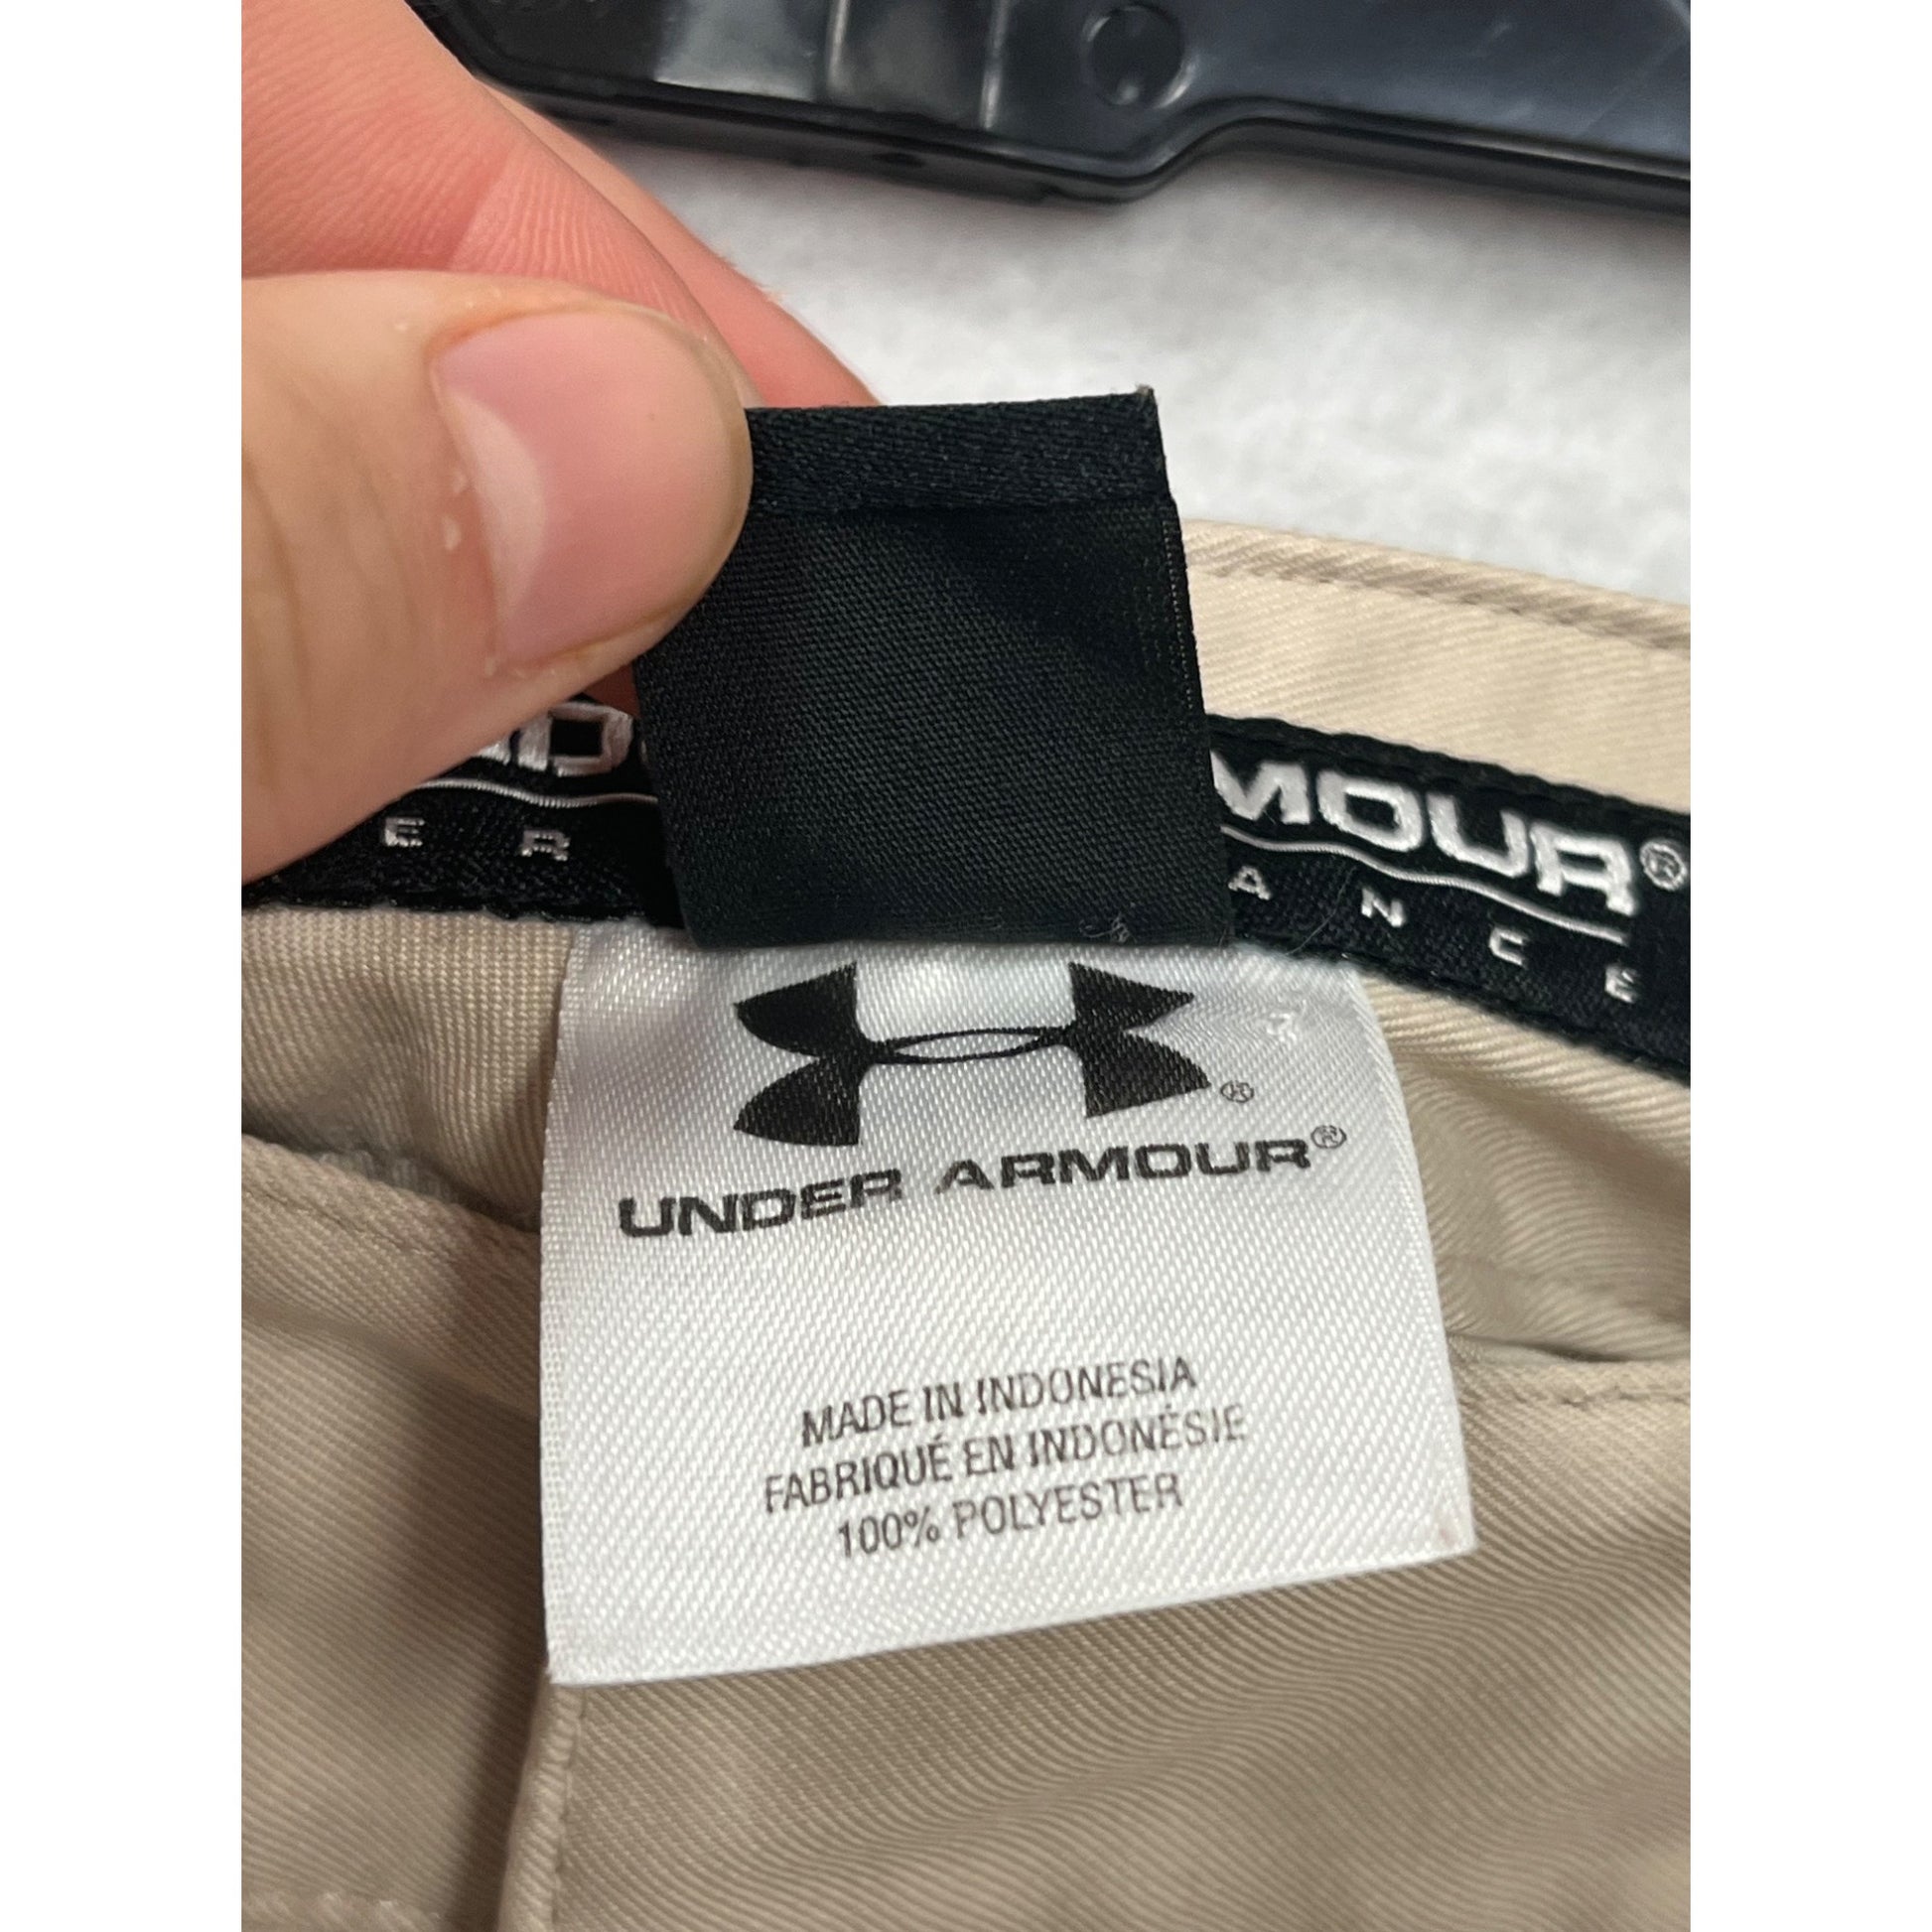 MOUR®
E R
A N C E
UNDER ARMOUR®
MADE IN INDONESIA
FABRIQUÉ EN INDONÉSIE
100% POLYESTER